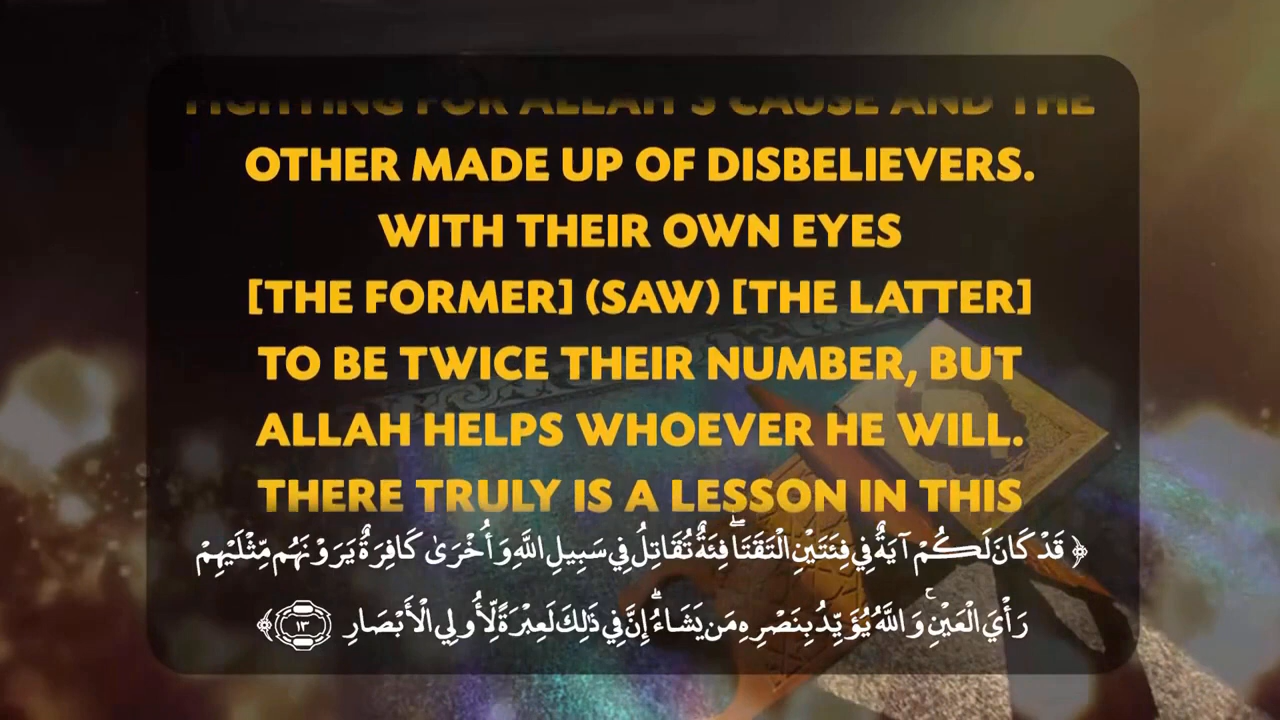 FIGHTING FOR ALLAH'S CAUSE AND THE
OTHER MADE UP OF DISBELIEVERS.
WITH THEIR OWN EYES
[THE FORMER] (SAW) [THE LATTER]
TO BE TWICE THEIR NUMBER, BUT
ALLAH HELPS WHOEVER HE WILL.
THERE TRULY IS A LESSON IN THIS
﴿ قَدْ كَانَ لَكُمْ آيَةٌ فِي فِئَتَيْنِ الْتَقَتَا ۖ فِئَةٌ تُقَاتِلُ فِي سَبِيلِ اللَّهِ وَأُخْرَىٰ كَافِرَةٌ يَرَوْنَهُم مِّثْلَيْهِمْ
رَأْيَ الْعَيْنِ ۚ وَاللَّهُ يُؤَيِّدُ بِنَصْرِهِ مَن يَشَاءُ ۗ إِنَّ فِي ذَٰلِكَ لَعِبْرَةً لِّأُولِي الْأَبْصَارِ ١٣ ﴾